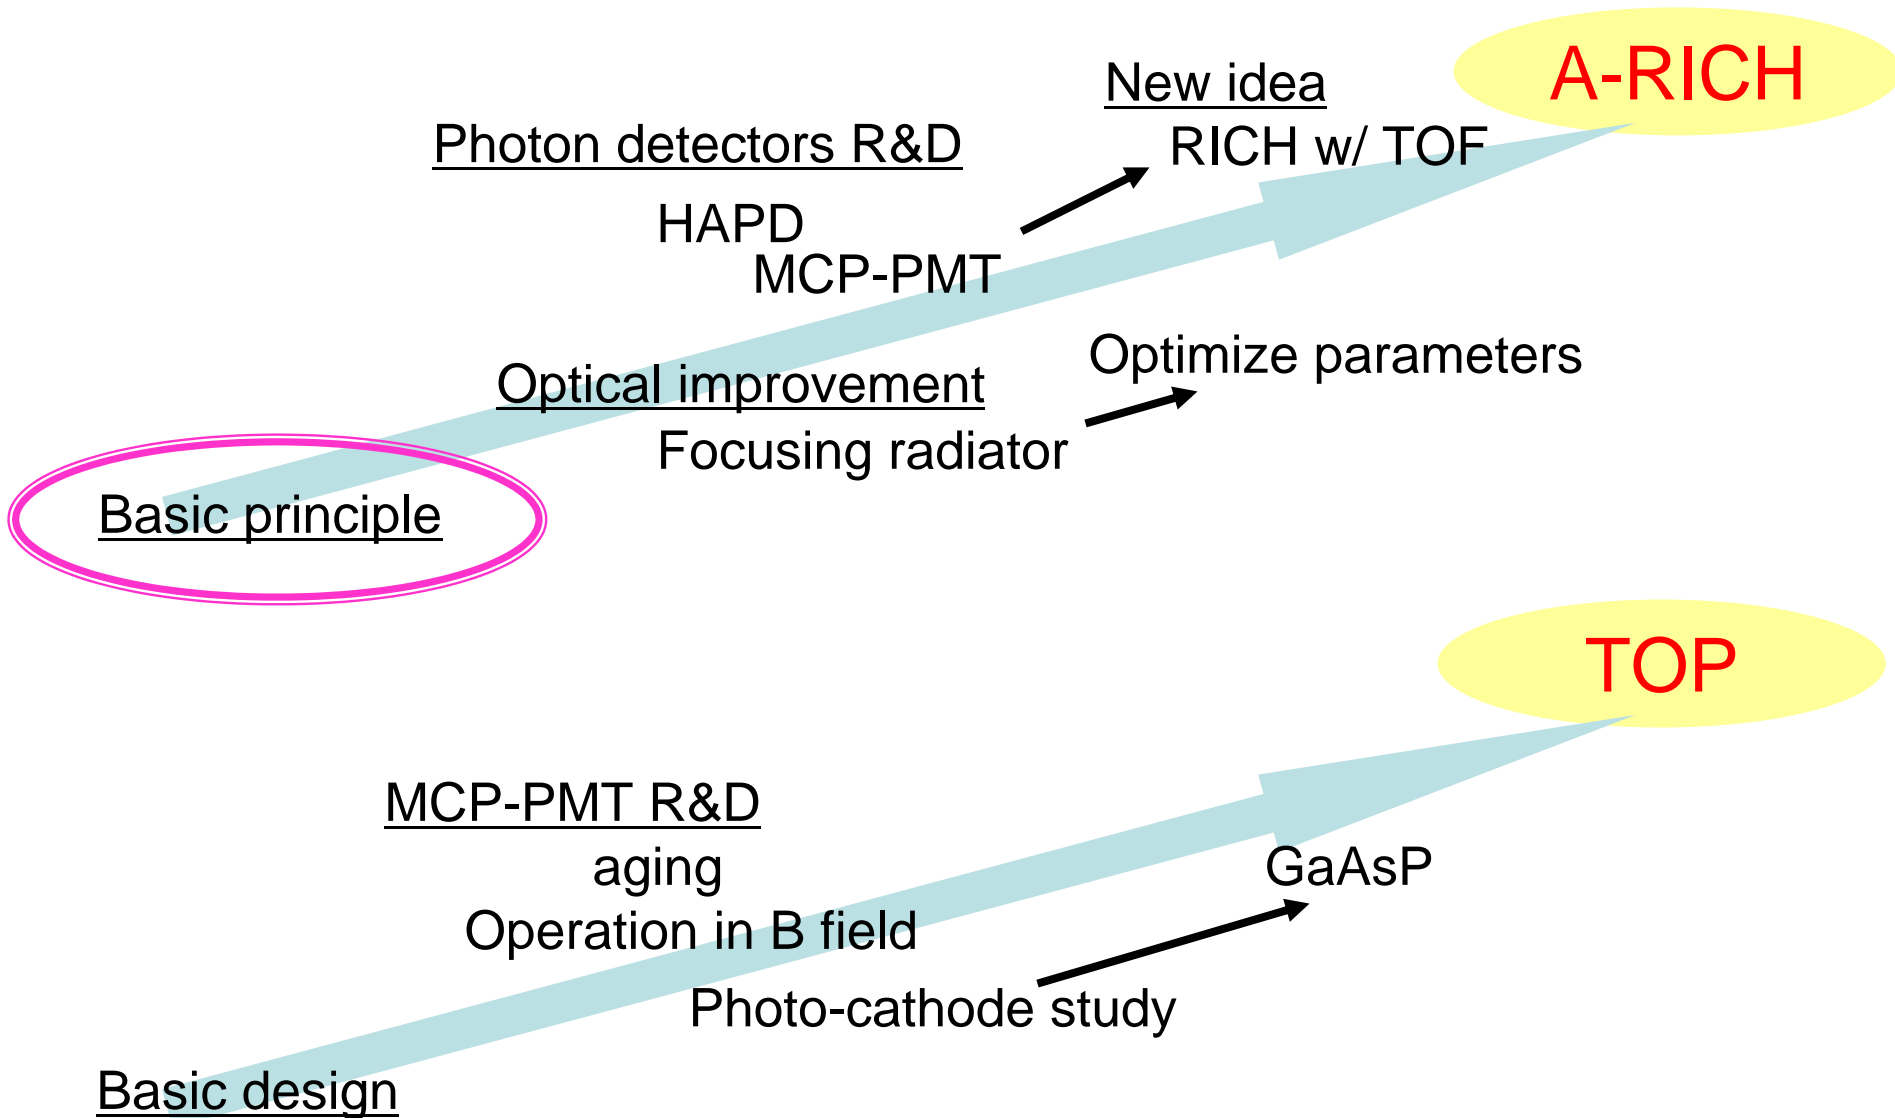 A-RICH
New idea
RICH w/ TOF
Photon detectors R&D
HAPD
MCP-PMT
Optimize parameters
Optical improvement
Focusing radiator
Basic principle
TOP
MCP-PMT R&D
aging
GaAsP
Operation in B field
Photo-cathode study
Basic design